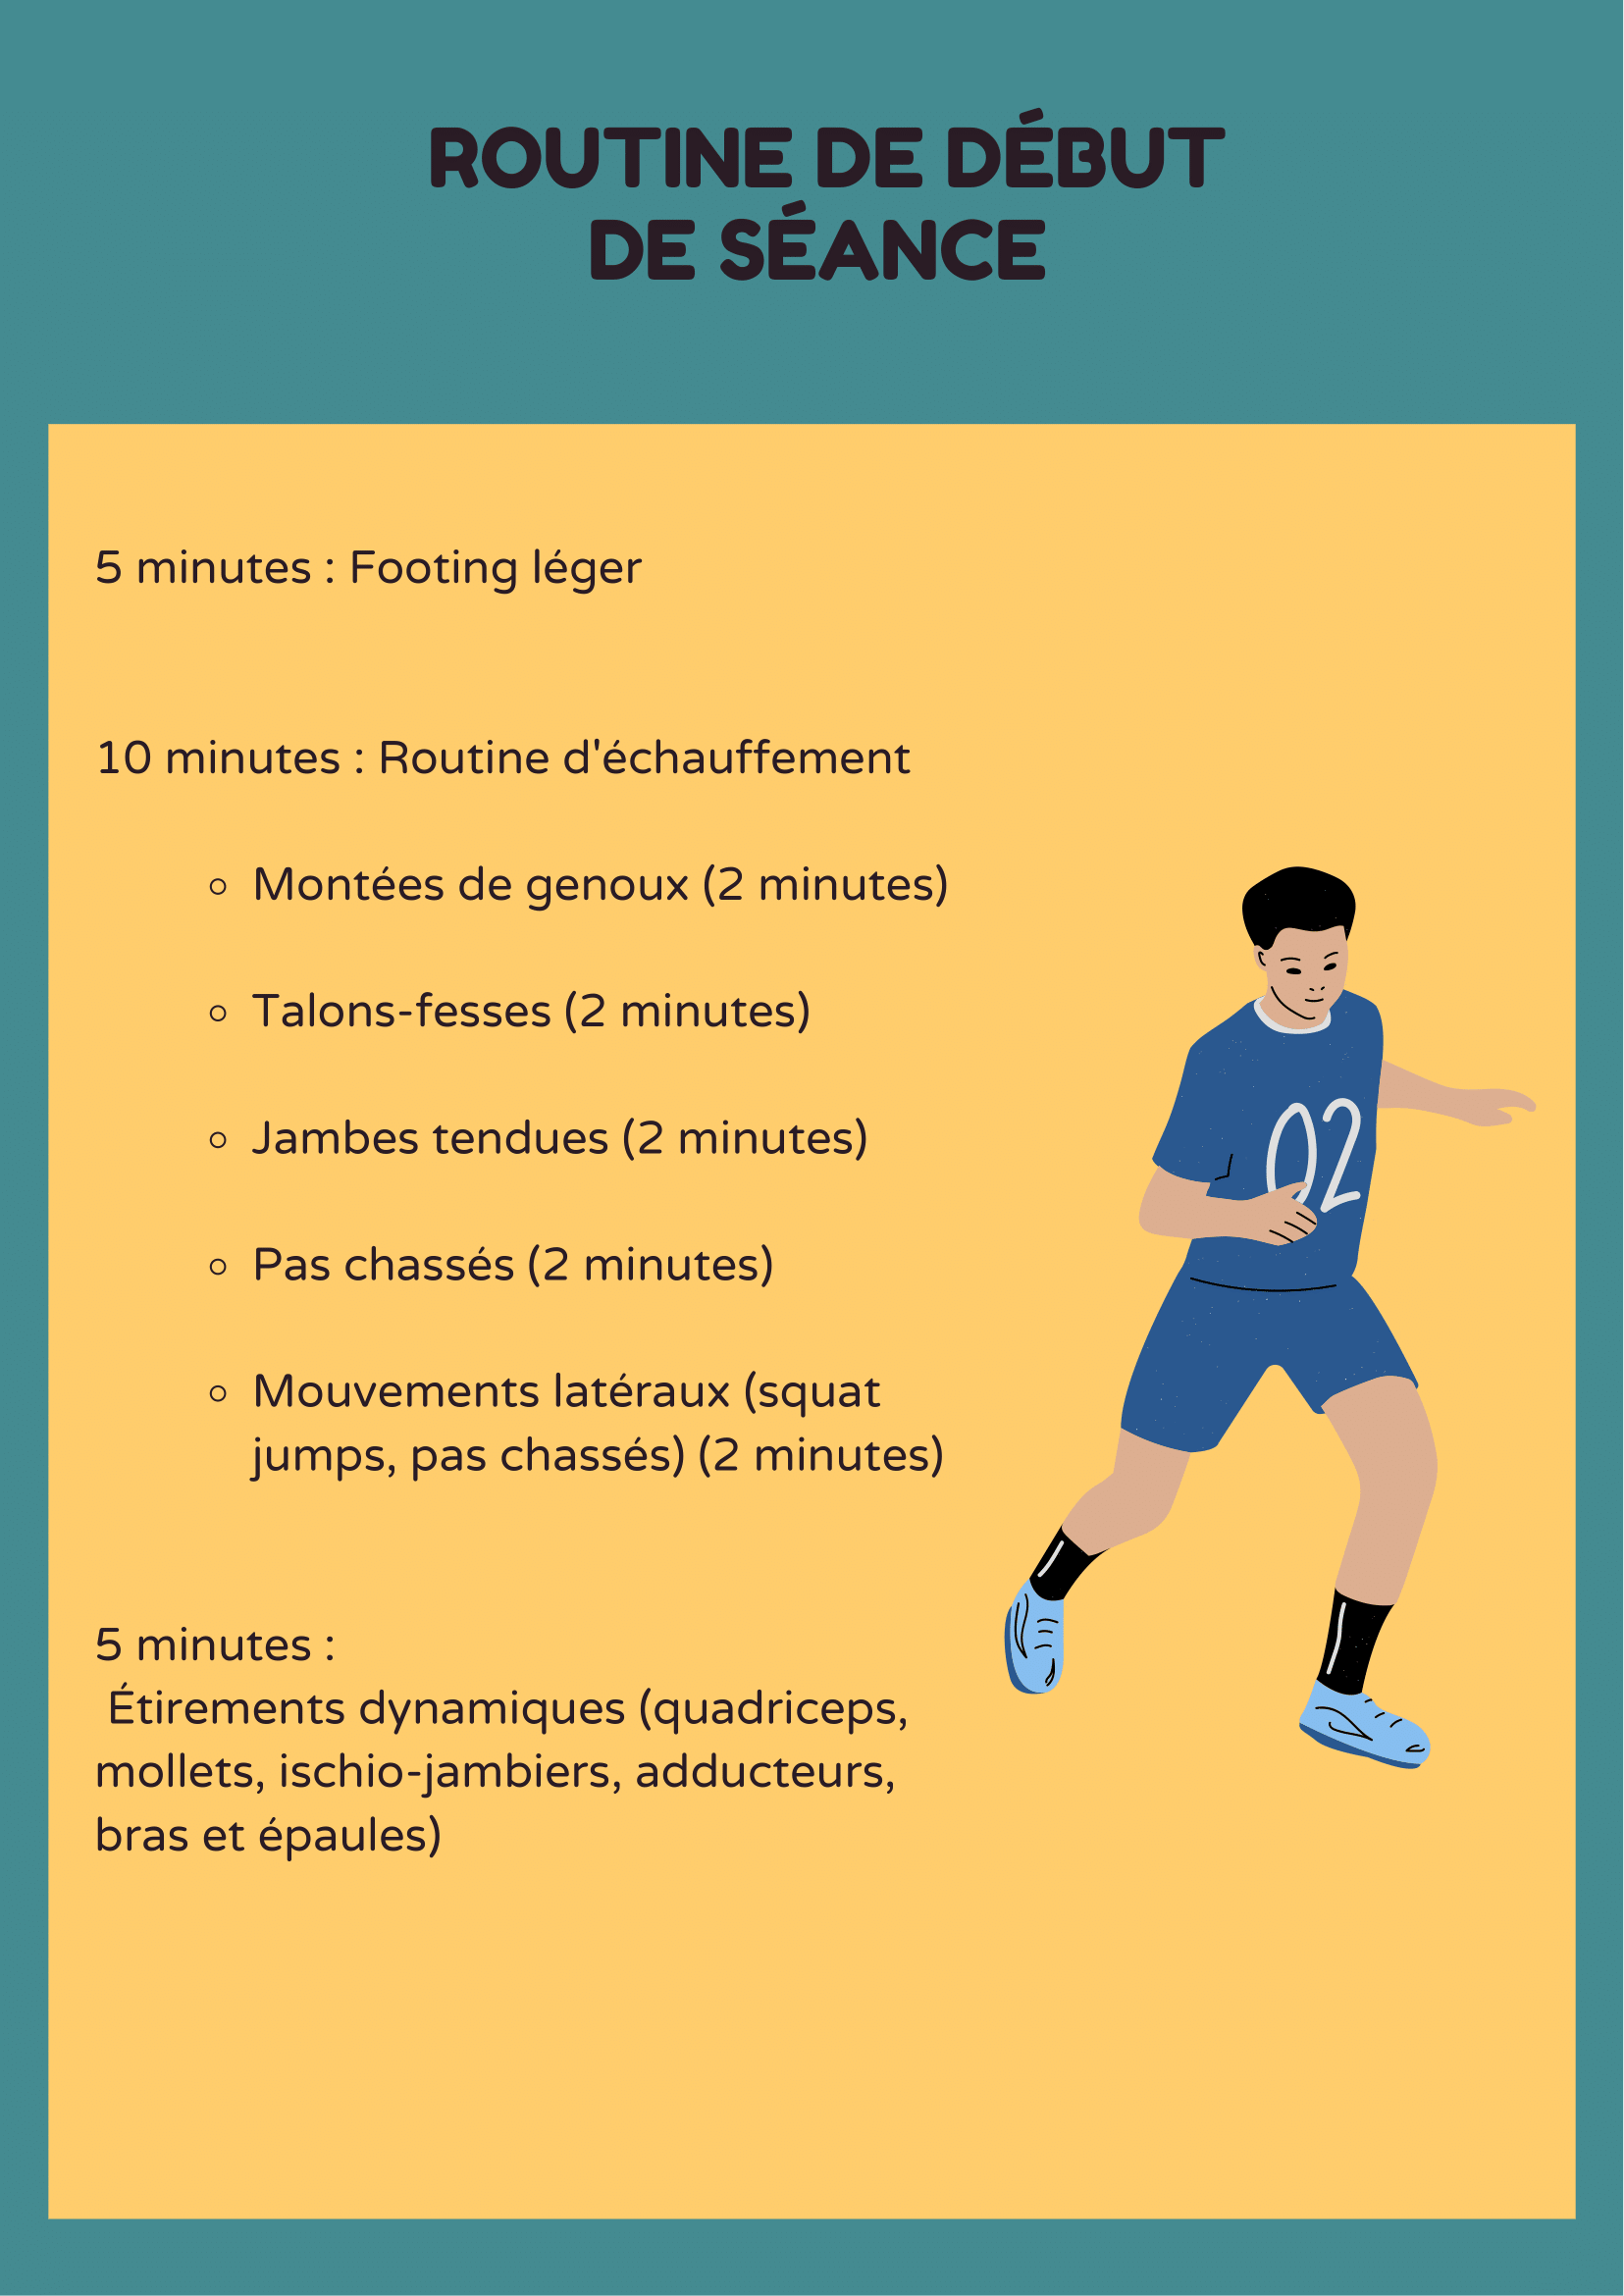 ROUTINE DE DÉBUT
DE SÉANCE
5 minutes : Footing léger
10 minutes : Routine d'échauffement
Montées de genoux (2 minutes)
Talons-fesses (2 minutes)
Jambes tendues (2 minutes)
Pas chassés (2 minutes)
Mouvements latéraux (squat
jumps, pas chassés) (2 minutes)
5 minutes :
Étirements dynamiques (quadriceps,
mollets, ischio-jambiers, adducteurs,
bras et épaules)
02